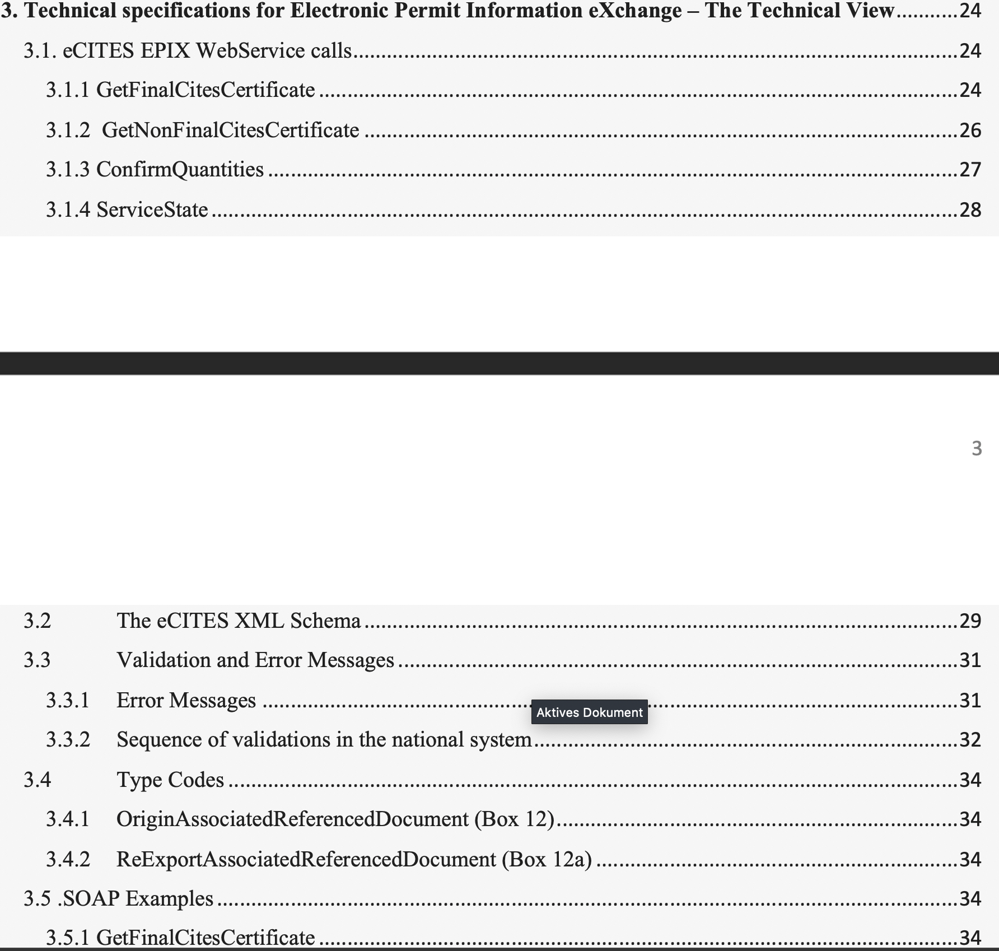 3. Technical specifications for Electronic Permit Information eXchange – The Technical View...........24
3.1. eCITES EPIX WebService calls..........24
3.1.1 GetFinalCitesCertificate..........24
3.1.2  GetNonFinalCitesCertificate..........26
3.1.3 ConfirmQuantities..........27
3.1.4 ServiceState..........28
3
3.2 The eCITES XML Schema..........29
3.3 Validation and Error Messages..........31
3.3.1 Error Messages..........31
Aktives Dokument
3.3.2 Sequence of validations in the national system..........32
3.4 Type Codes..........34
3.4.1 OriginAssociatedReferencedDocument (Box 12)..........34
3.4.2 ReExportAssociatedReferencedDocument (Box 12a)..........34
3.5 .SOAP Examples..........34
3.5.1 GetFinalCitesCertificate..........34